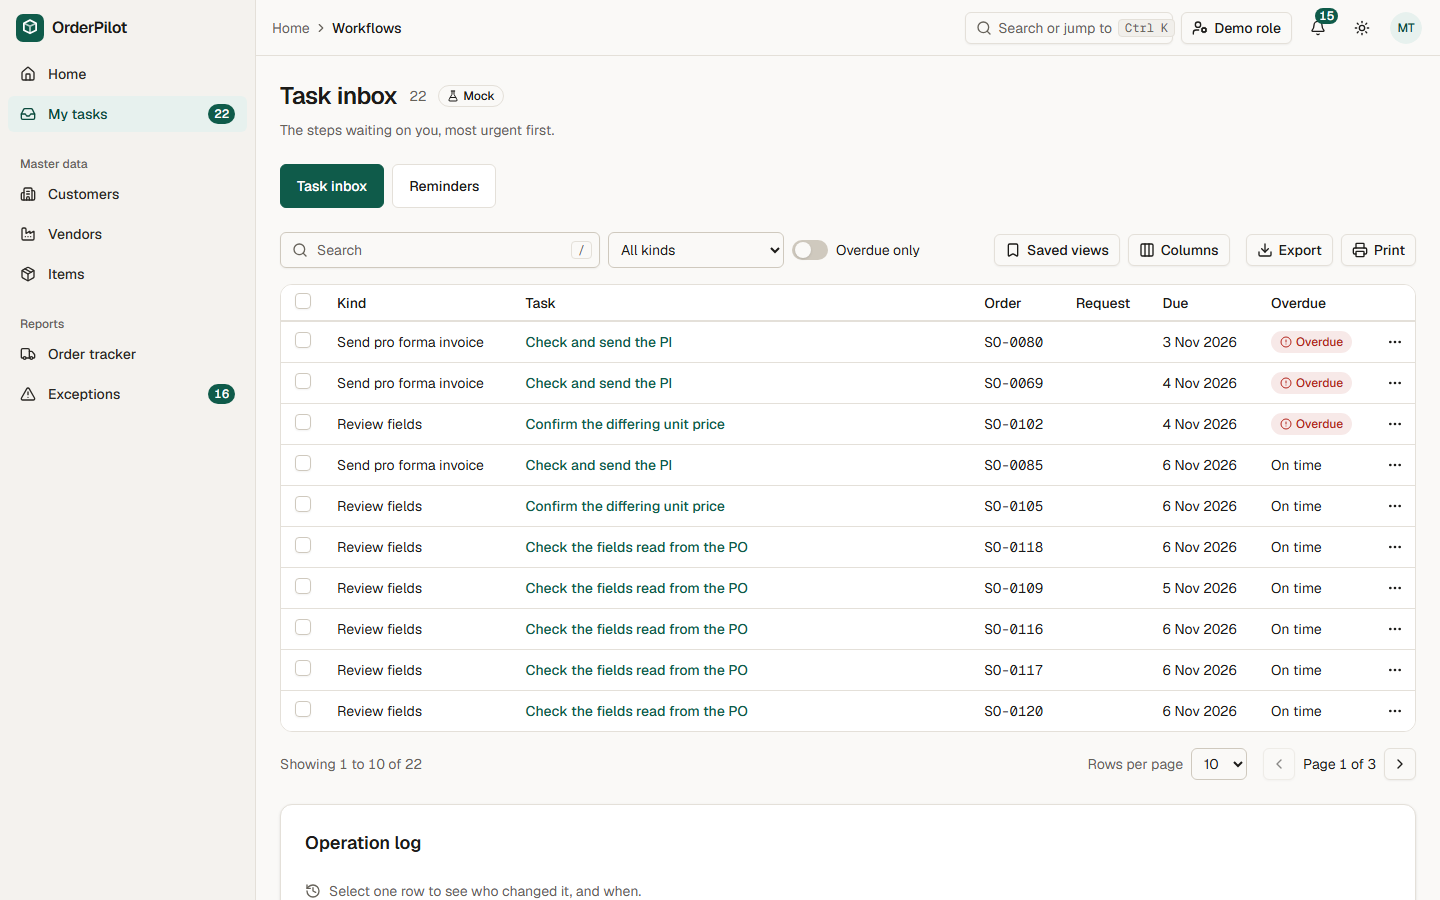 OrderPilot
Home
My tasks 22
Master data
Customers
Vendors
Items
Reports
Order tracker
Exceptions 16
Home > Workflows
Search or jump to Ctrl K
Demo role
15
MT
Task inbox 22 Mock
The steps waiting on you, most urgent first.
Task inbox Reminders
Search /
All kinds
Overdue only
Saved views
Columns
Export
Print
Kind Task Order Request Due Overdue
Send pro forma invoice Check and send the PI SO-0080 3 Nov 2026 Overdue
Send pro forma invoice Check and send the PI SO-0069 4 Nov 2026 Overdue
Review fields Confirm the differing unit price SO-0102 4 Nov 2026 Overdue
Send pro forma invoice Check and send the PI SO-0085 6 Nov 2026 On time
Review fields Confirm the differing unit price SO-0105 6 Nov 2026 On time
Review fields Check the fields read from the PO SO-0118 6 Nov 2026 On time
Review fields Check the fields read from the PO SO-0109 5 Nov 2026 On time
Review fields Check the fields read from the PO SO-0116 6 Nov 2026 On time
Review fields Check the fields read from the PO SO-0117 6 Nov 2026 On time
Review fields Check the fields read from the PO SO-0120 6 Nov 2026 On time
Showing 1 to 10 of 22
Rows per page 10
Page 1 of 3
Operation log
Select one row to see who changed it, and when.